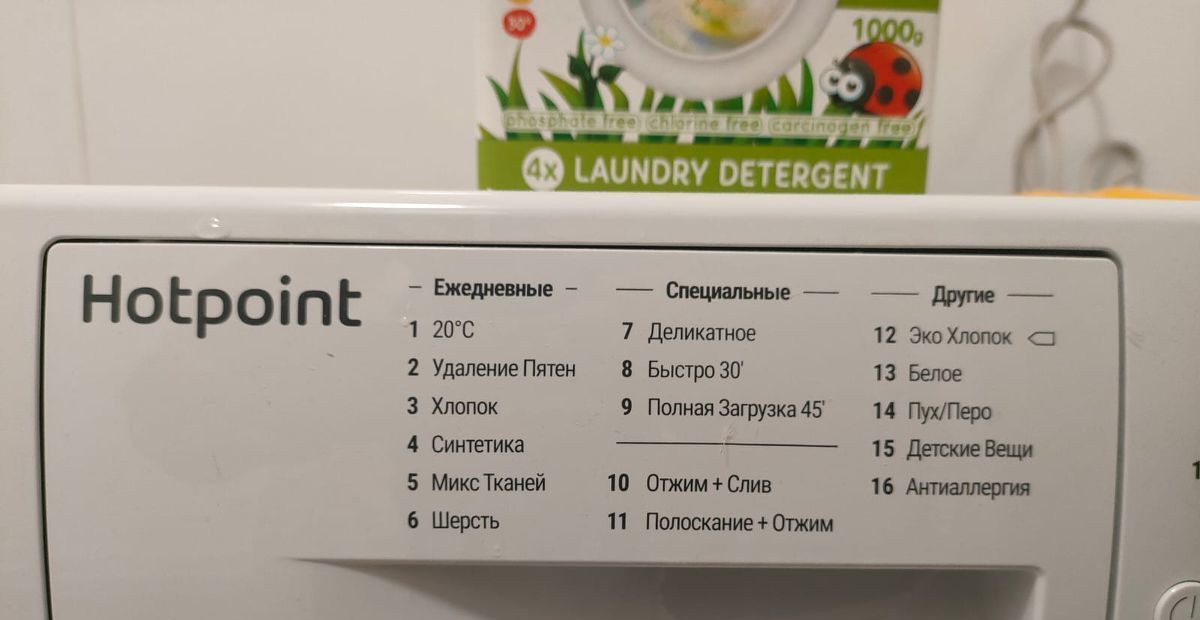 30°
1000g
phosphate free chlorine free carcinogen free
4x LAUNDRY DETERGENT
Hotpoint
Ежедневные
1 20°C
2 Удаление Пятен
3 Хлопок
4 Синтетика
5 Микс Тканей
6 Шерсть
Специальные
7 Деликатное
8 Быстро 30'
9 Полная Загрузка 45'
10 Отжим + Слив
11 Полоскание + Отжим
Другие
12 Эко Хлопок
13 Белое
14 Пух/Перо
15 Детские Вещи
16 Антиаллергия
1